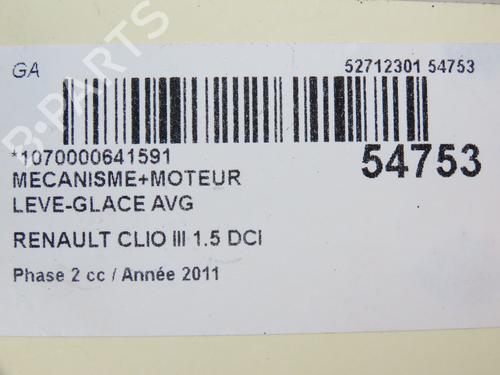 GA
52712301 54753
*1070000641591
54753
MECANISME+MOTEUR
LEVE-GLACE AVG
RENAULT CLIO III 1.5 DCI
Phase 2 cc / Année 2011
B-PARTS